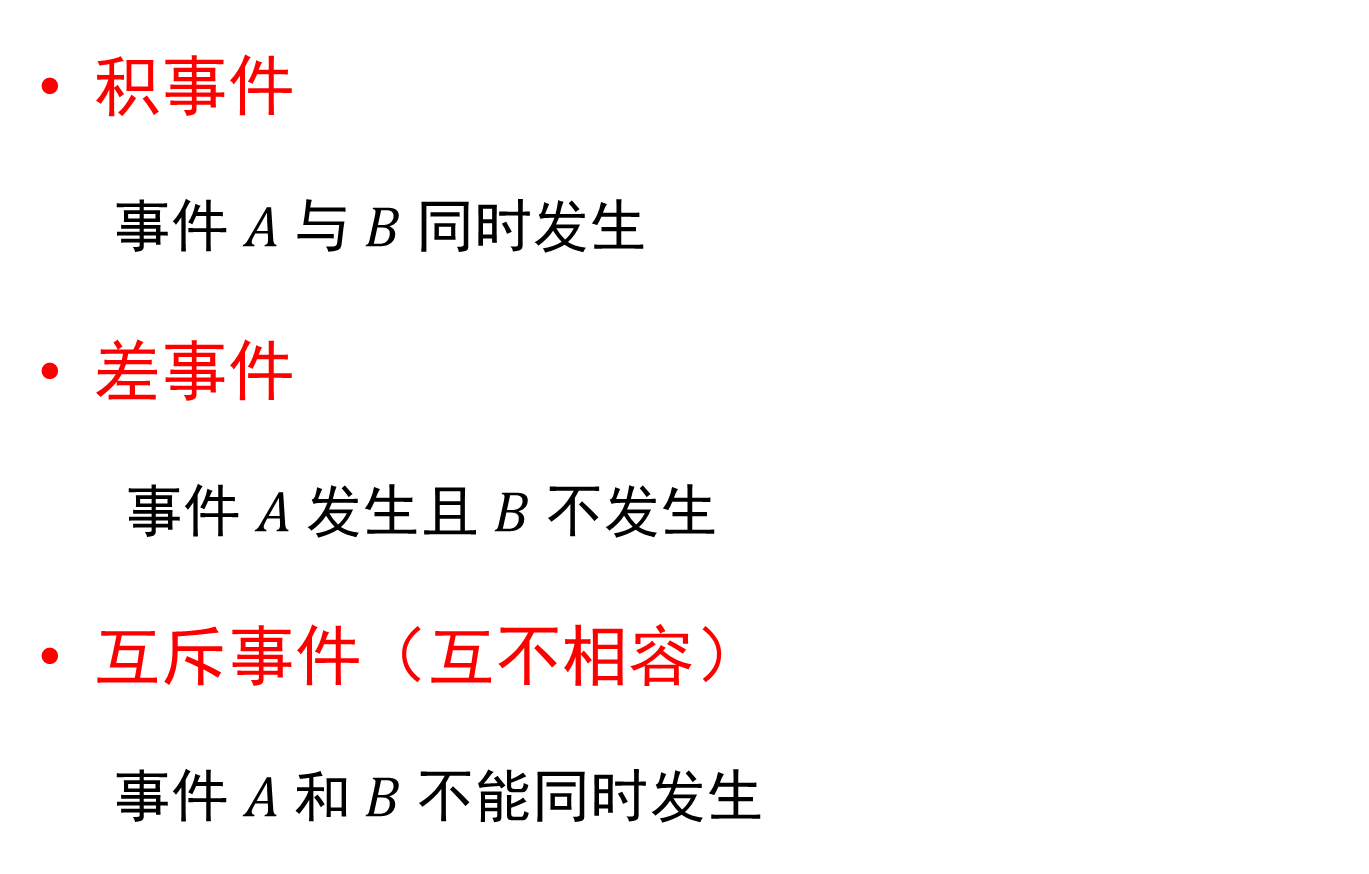 • 积事件
事件 A 与 B 同时发生
• 差事件
事件 A 发生且 B 不发生
• 互斥事件（互不相容）
事件 A 和 B 不能同时发生